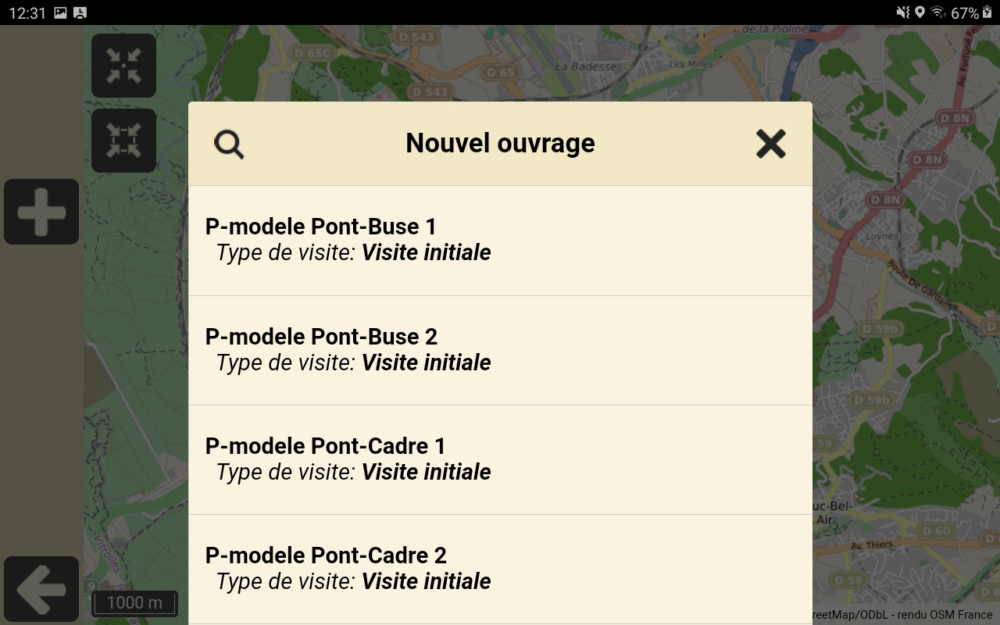 12:31
67%
D 543
de la Pioline
D 65C
La Badesse
Les Milles
D 65
D 543
Av. Fortuné Fer
D 8N
Nouvel ouvrage
D 8N
D 8N
P-modele Pont-Buse 1
Type de visite: Visite initiale
Luynes
Route De Gardanne
D 59b
P-modele Pont-Buse 2
Type de visite: Visite initiale
D 59b
P-modele Pont-Cadre 1
Type de visite: Visite initiale
59
uc-Bel-
Air
D 60
Vitrolles
Av. Thiers
P-modele Pont-Cadre 2
Type de visite: Visite initiale
D 59
9
1000 m
reetMap/ODbL - rendu OSM France